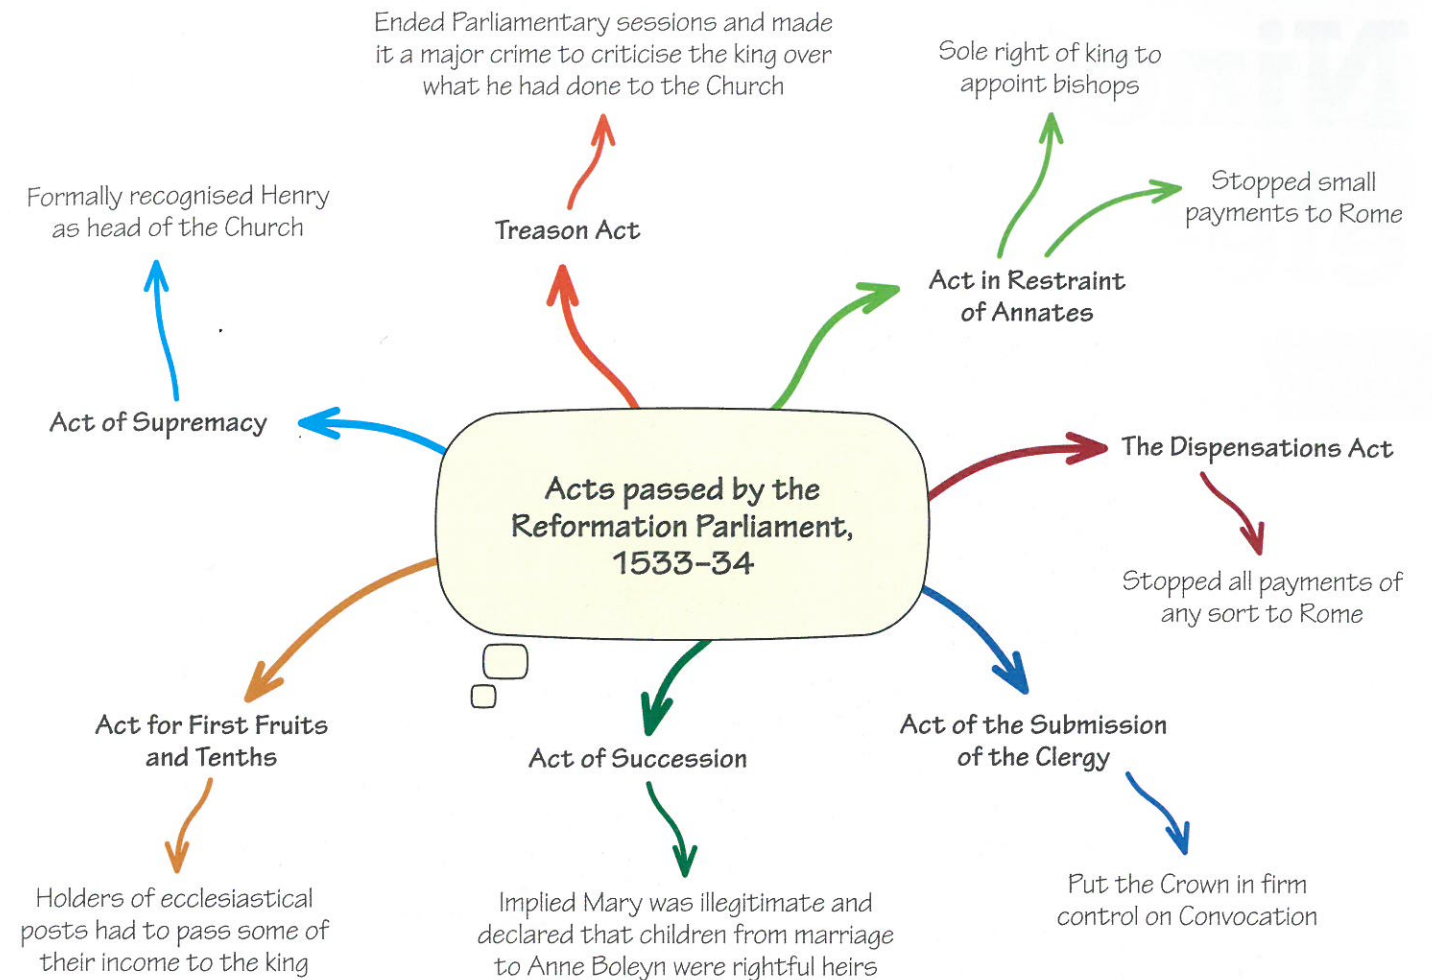 Ended Parliamentary sessions and made
it a major crime to criticise the king over
what he had done to the Church
Sole right of king to
appoint bishops
Stopped small
payments to Rome
Formally recognised Henry
as head of the Church
Treason Act
Act in Restraint
of Annates
Act of Supremacy
The Dispensations Act
Acts passed by the
Reformation Parliament,
1533–34
Stopped all payments of
any sort to Rome
Act for First Fruits
and Tenths
Act of Succession
Act of the Submission
of the Clergy
Holders of ecclesiastical
posts had to pass some of
their income to the king
Implied Mary was illegitimate and
declared that children from marriage
to Anne Boleyn were rightful heirs
Put the Crown in firm
control on Convocation